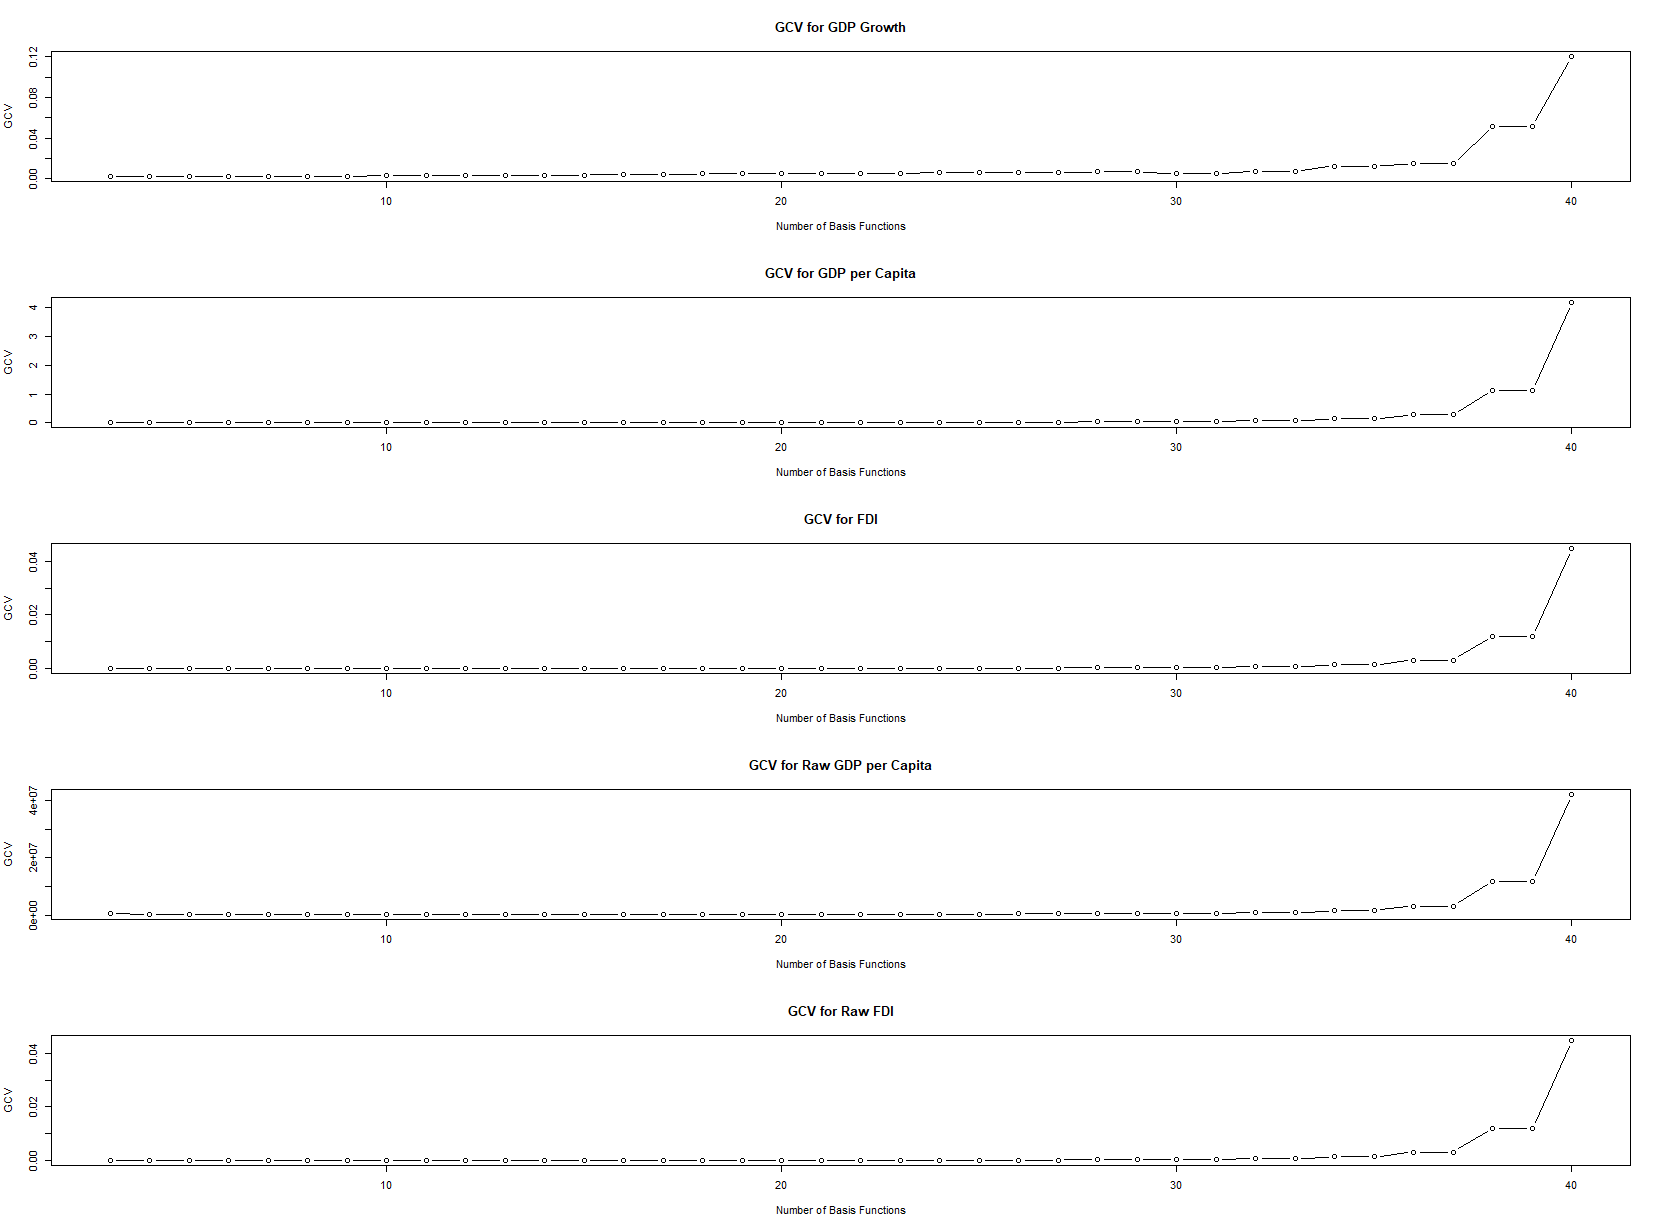 GCV for GDP Growth
GCV
0.00 0.04 0.08 0.12
10 20 30 40
Number of Basis Functions
GCV for GDP per Capita
GCV
0 1 2 3 4
10 20 30 40
Number of Basis Functions
GCV for FDI
GCV
0.00 0.02 0.04
10 20 30 40
Number of Basis Functions
GCV for Raw GDP per Capita
GCV
0e+00 2e+07 4e+07
10 20 30 40
Number of Basis Functions
GCV for Raw FDI
GCV
0.00 0.02 0.04
10 20 30 40
Number of Basis Functions